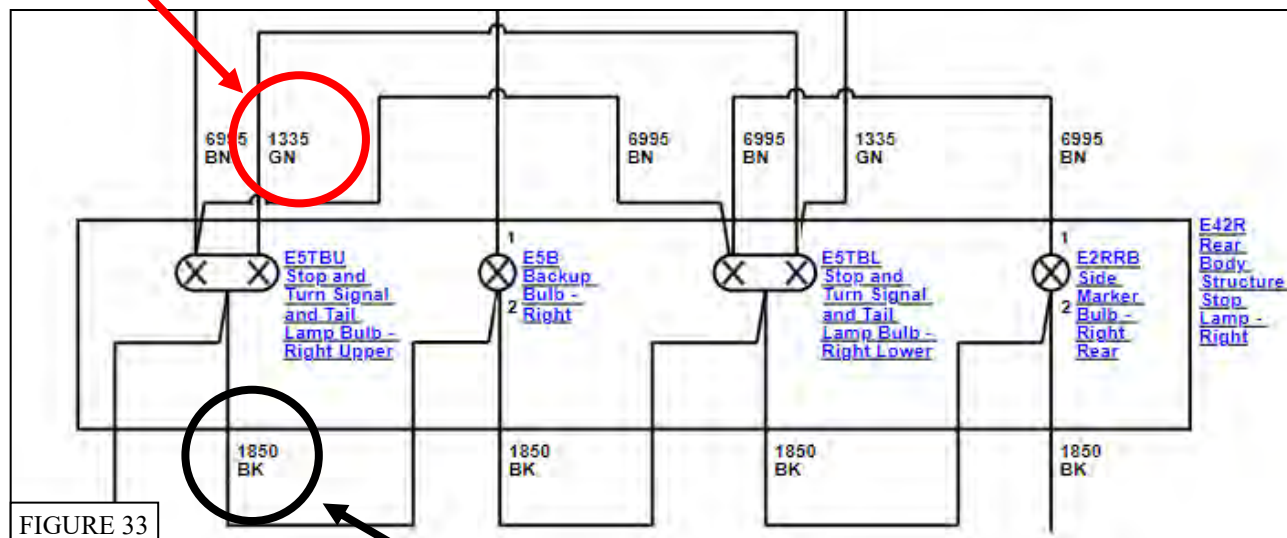 6995
BN
1335
GN
6995
BN
6995
BN
1335
GN
6995
BN
E5TBU
Stop and
Turn Signal
and Tail
Lamp Bulb -
Right Upper
1
E5B
Backup
Bulb -
Right
2
E5TBL
Stop and
Turn Signal
and Tail
Lamp Bulb -
Right Lower
1
E2RRB
Side
Marker
Bulb -
Right
Rear
2
E42R
Rear
Body
Structure
Stop
Lamp -
Right
1850
BK
1850
BK
1850
BK
1850
BK
FIGURE 33